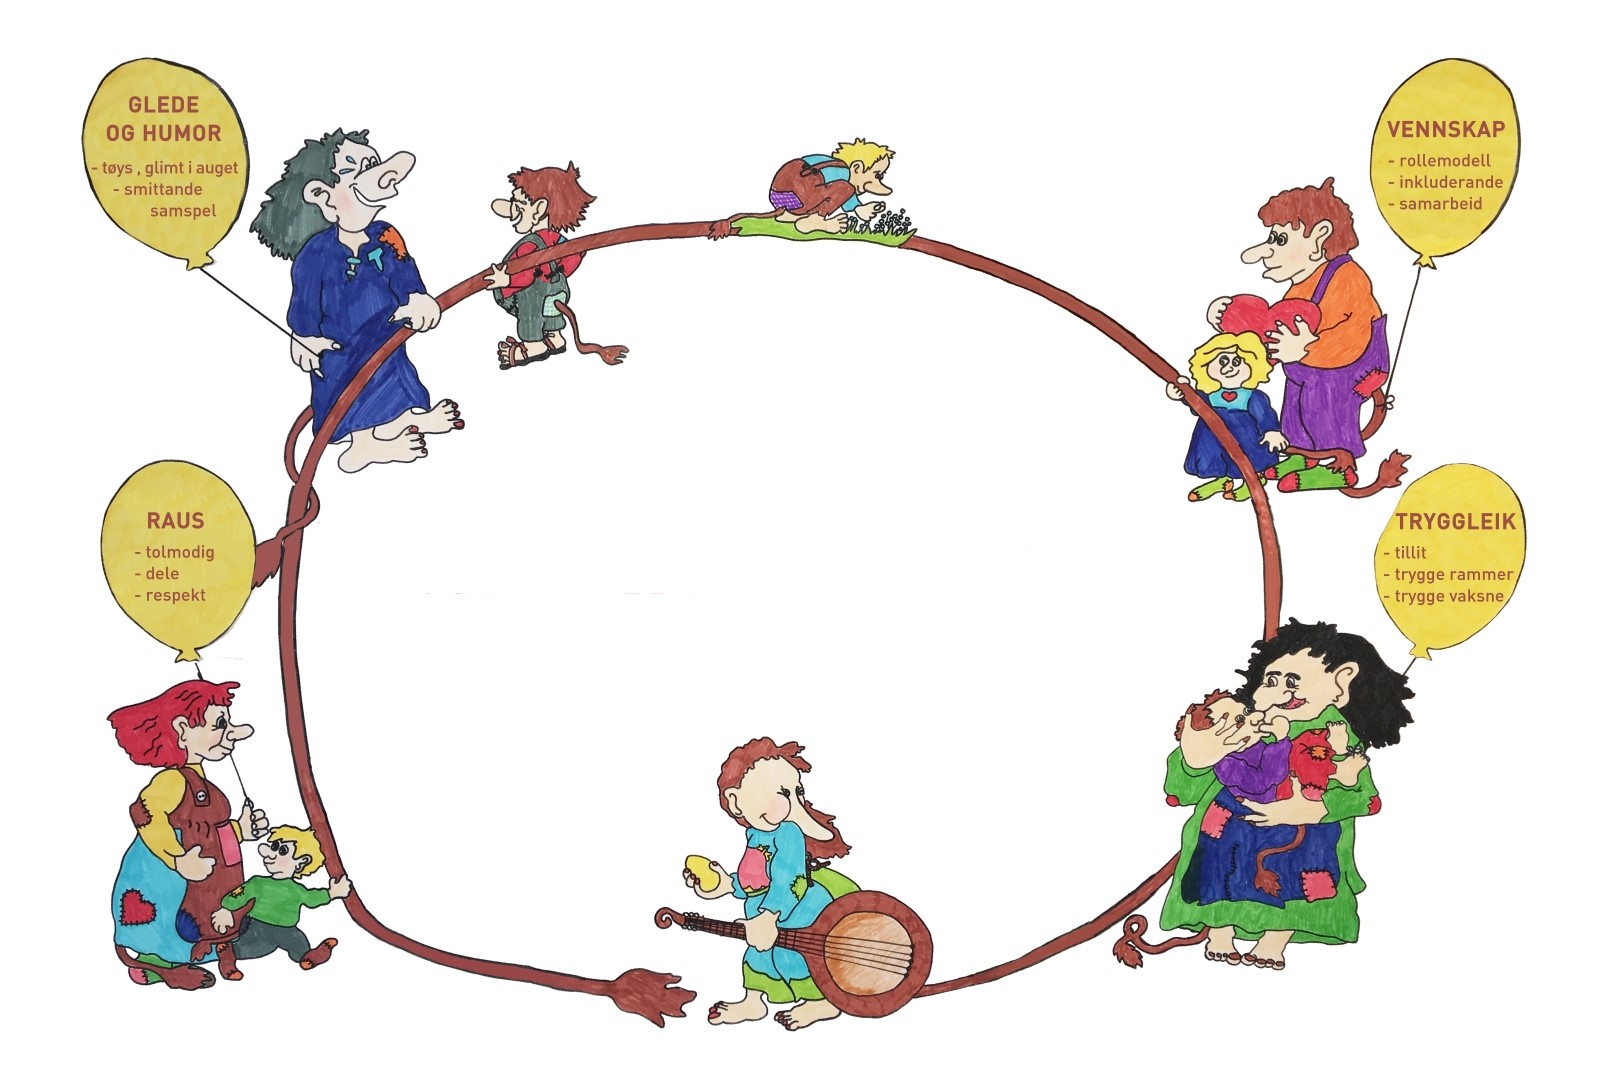 GLEDE
OG HUMOR
- tøys , glimt i auget
- smittande
samspel
VENNSKAP
- rollemodell
- inkluderande
- samarbeid
RAUS
- tolmodig
- dele
- respekt
TRYGGLEIK
- tillit
- trygge rammer
- trygge vaksne